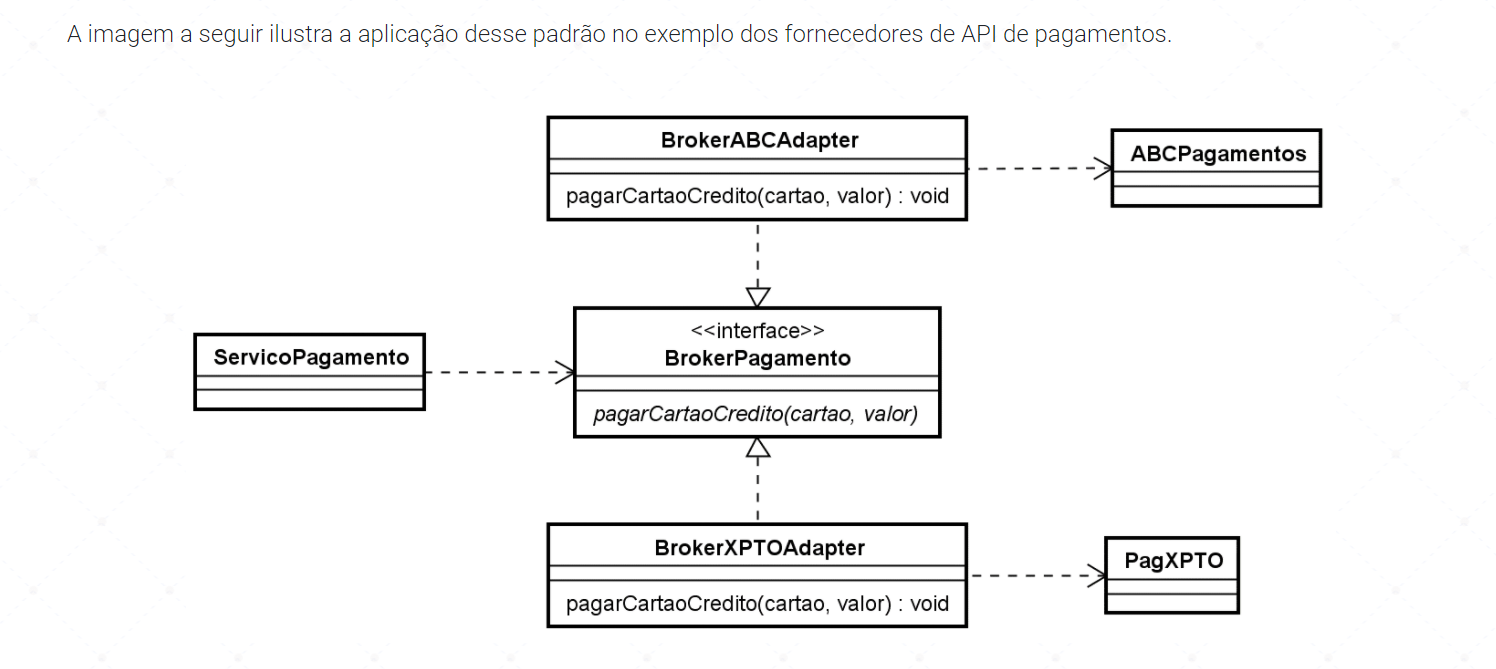 A imagem a seguir ilustra a aplicação desse padrão no exemplo dos fornecedores de API de pagamentos.
BrokerABCAdapter
pagarCartaoCredito(cartao, valor) : void
ABCPagamentos
ServicoPagamento
<<interface>>
BrokerPagamento
pagarCartaoCredito(cartao, valor)
BrokerXPTOAdapter
pagarCartaoCredito(cartao, valor) : void
PagXPTO